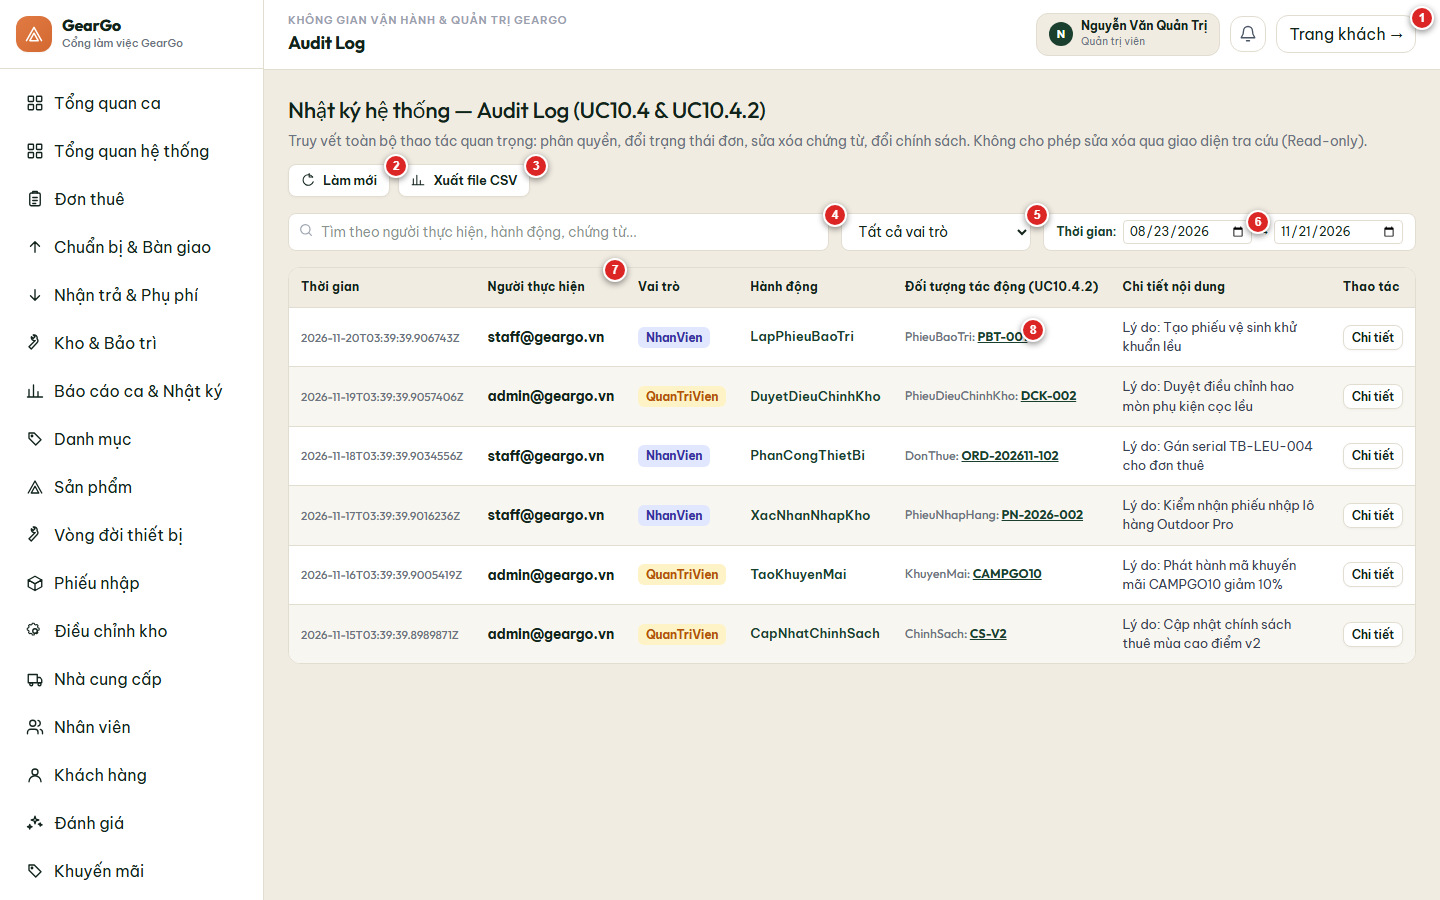 GearGo
Cổng làm việc GearGo
Tổng quan ca
Tổng quan hệ thống
Đơn thuê
Chuẩn bị & Bàn giao
Nhận trả & Phụ phí
Kho & Bảo trì
Báo cáo ca & Nhật ký
Danh mục
Sản phẩm
Vòng đời thiết bị
Phiếu nhập
Điều chỉnh kho
Nhà cung cấp
Nhân viên
Khách hàng
Đánh giá
Khuyến mãi
KHÔNG GIAN VẬN HÀNH & QUẢN TRỊ GEARGO
Audit Log
N
Nguyễn Văn Quản Trị
Quản trị viên
Trang khách →
1
Nhật ký hệ thống — Audit Log (UC10.4 & UC10.4.2)
Truy vết toàn bộ thao tác quan trọng: phân quyền, đổi trạng thái đơn, sửa xóa chứng từ, đổi chính sách. Không cho phép sửa xóa qua giao diện tra cứu (Read-only).
Làm mới
2
Xuất file CSV
3
Tìm theo người thực hiện, hành động, chứng từ...
4
Tất cả vai trò
5
Thời gian: 08/23/2026 - 11/21/2026
6
7
Thời gian Người thực hiện Vai trò Hành động Đối tượng tác động (UC10.4.2) Chi tiết nội dung Thao tác
2026-11-20T03:39:39.906743Z staff@geargo.vn NhanVien LapPhieuBaoTri PhieuBaoTri:
8
Lý do: Tạo phiếu vệ sinh khử
khuẩn lều
Chi tiết
2026-11-19T03:39:39.9057406Z admin@geargo.vn QuanTriVien DuyetDieuChinhKho PhieuDieuChinhKho: DCK-002
Lý do: Duyệt điều chỉnh hao
mòn phụ kiện cọc lều
Chi tiết
2026-11-18T03:39:39.9034556Z staff@geargo.vn NhanVien PhanCongThietBi DonThue: ORD-202611-102
Lý do: Gán serial TB-LEU-004
cho đơn thuê
Chi tiết
2026-11-17T03:39:39.9016236Z staff@geargo.vn NhanVien XacNhanNhapKho PhieuNhapHang: PN-2026-002
Lý do: Kiểm nhận phiếu nhập lô
hàng Outdoor Pro
Chi tiết
2026-11-16T03:39:39.9005419Z admin@geargo.vn QuanTriVien TaoKhuyenMai KhuyenMai: CAMPGO10
Lý do: Phát hành mã khuyến
mãi CAMPGO10 giảm 10%
Chi tiết
2026-11-15T03:39:39.8989871Z admin@geargo.vn QuanTriVien CapNhatChinhSach ChinhSach: CS-V2
Lý do: Cập nhật chính sách
thuê mùa cao điểm v2
Chi tiết